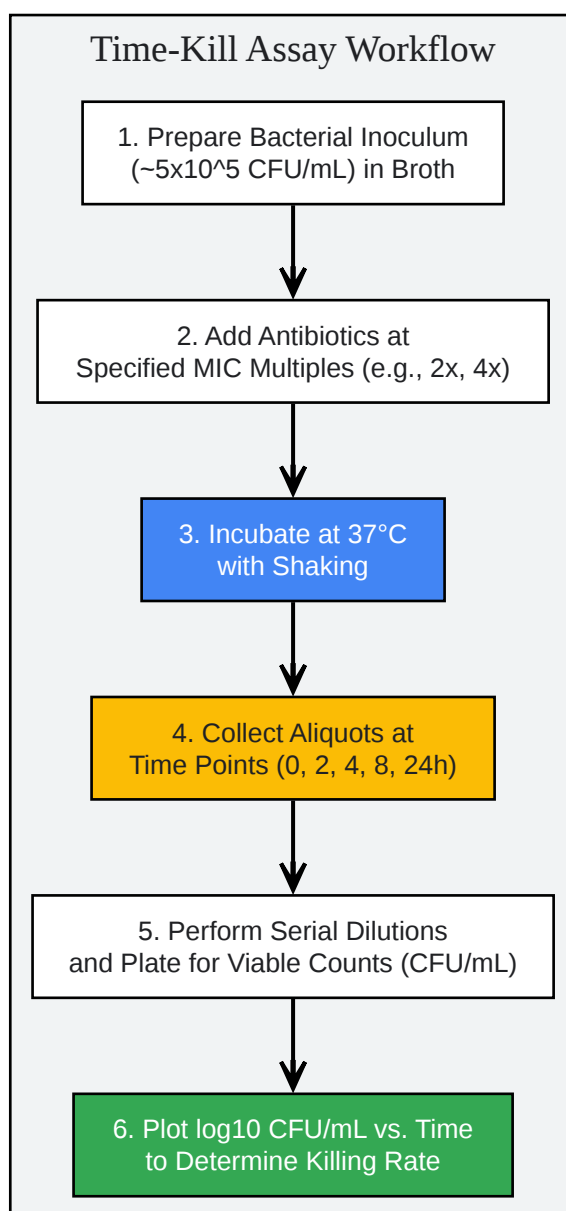 Time-Kill Assay Workflow
1. Prepare Bacterial Inoculum
(~5x10^5 CFU/mL) in Broth
2. Add Antibiotics at
Specified MIC Multiples (e.g., 2x, 4x)
3. Incubate at 37°C
with Shaking
4. Collect Aliquots at
Time Points (0, 2, 4, 8, 24h)
5. Perform Serial Dilutions
and Plate for Viable Counts (CFU/mL)
6. Plot log10 CFU/mL vs. Time
to Determine Killing Rate